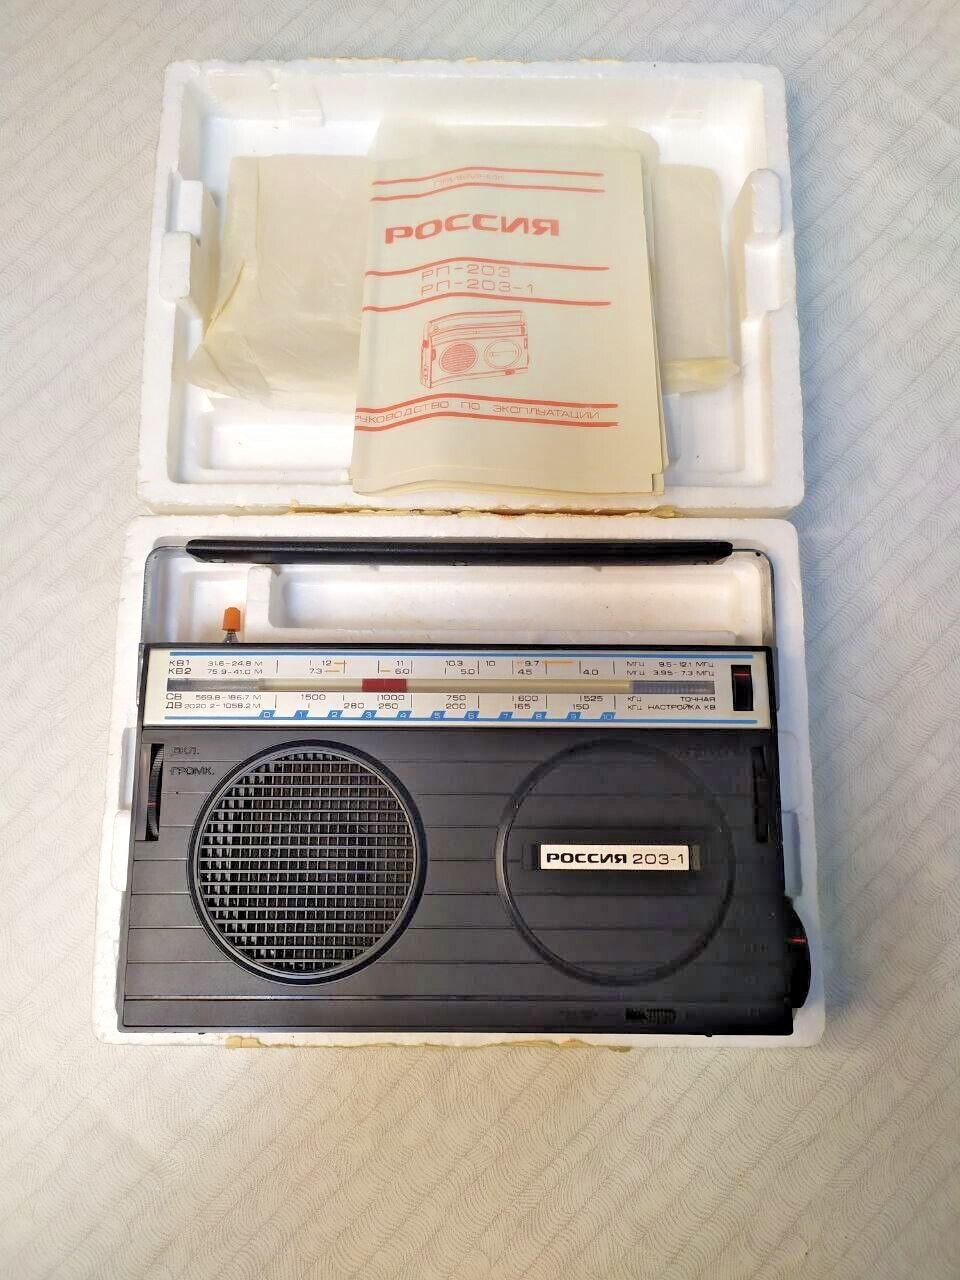 ПРИЕМНИК
РОССИЯ
РП-203
РП-203-1
РУКОВОДСТВО ПО ЭКСПЛУАТАЦИИ
КВ1 31.6-24.8 М 12 11 10.3 10 9.7 МГц 9.5-12.1 МГц
КВ2 75.9-41.0 М 7.3 6.0 5.0 4.5 4.0 МГц 3.95-7.3 МГц
СВ 569.8-186.7 М 1500 1000 750 600 525 кГц ТОЧНАЯ
ДВ 2020.2-1058.2 М 280 250 200 165 150 кГц НАСТРОЙКА КВ
0 1 2 3 4 5 6 7 8 9 10
ВКЛ.
ГРОМК.
РОССИЯ 203-1